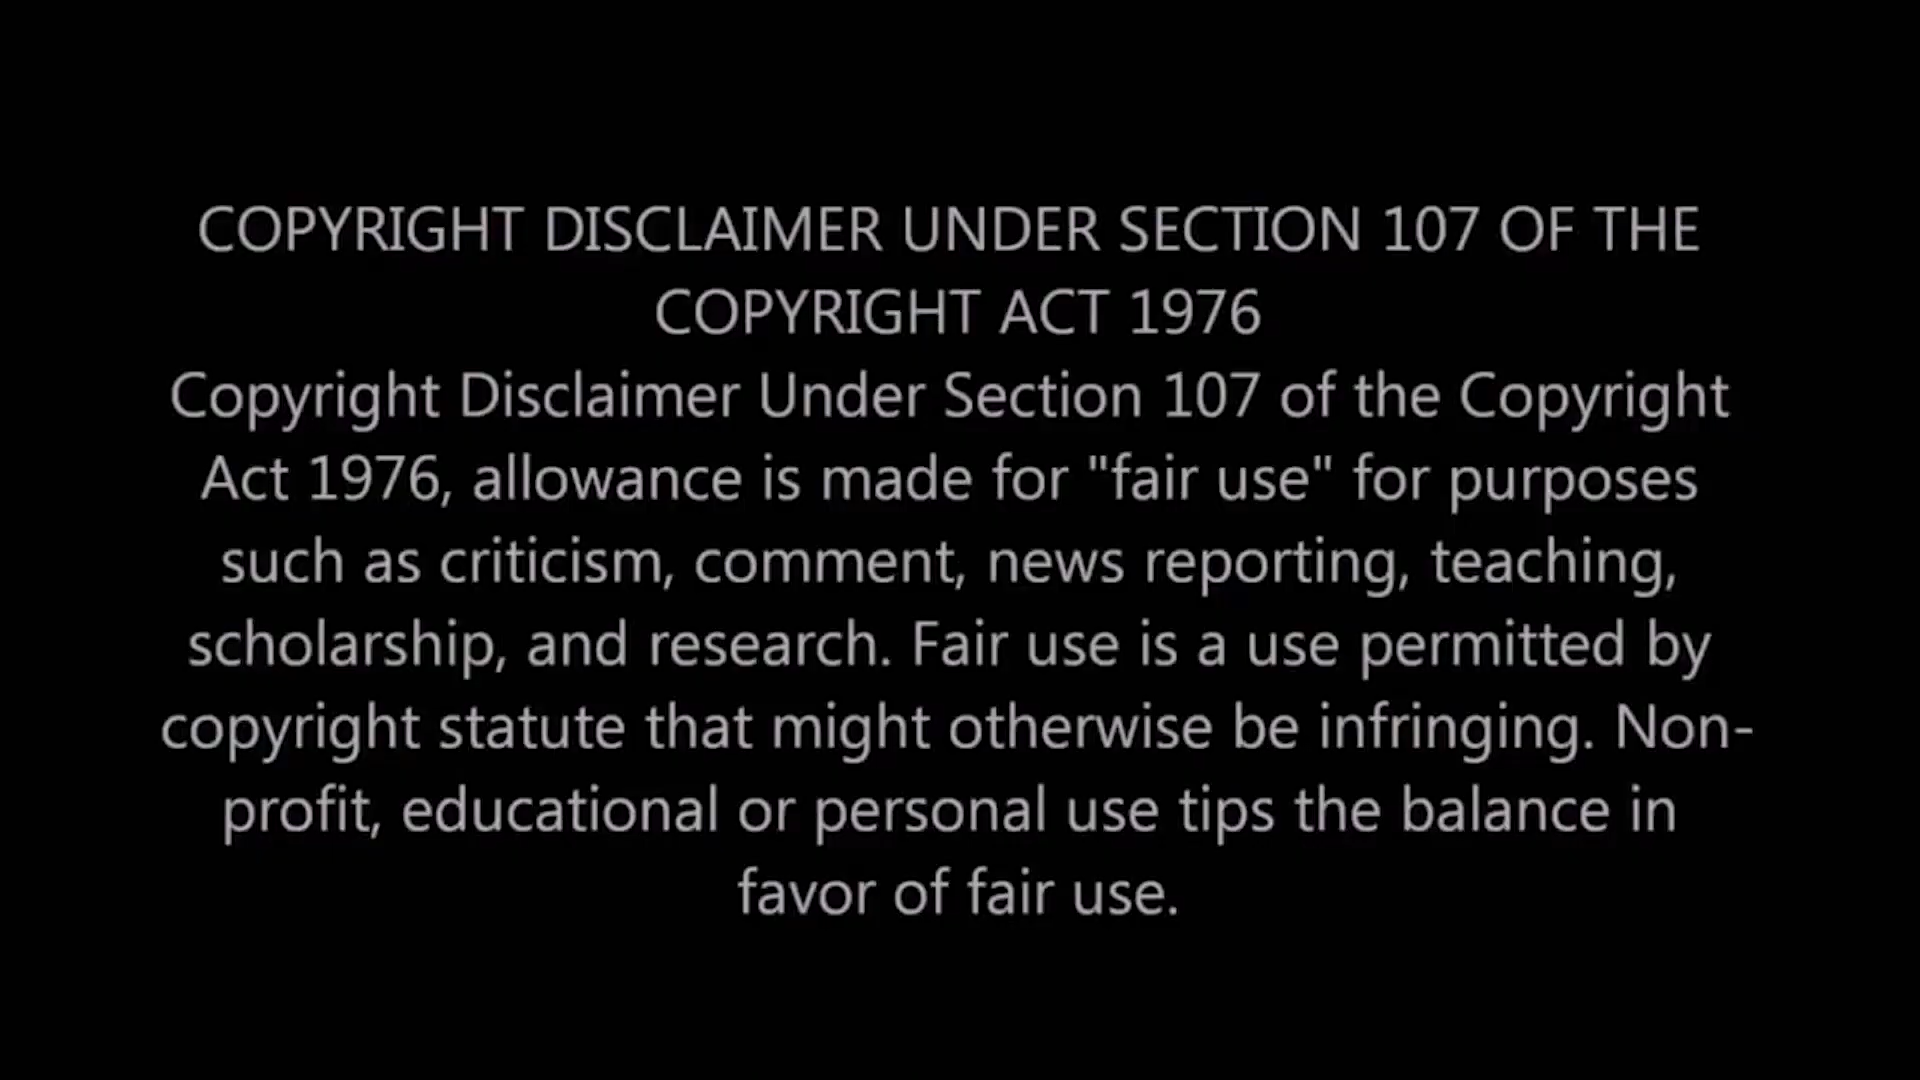 COPYRIGHT DISCLAIMER UNDER SECTION 107 OF THE
COPYRIGHT ACT 1976
Copyright Disclaimer Under Section 107 of the Copyright
Act 1976, allowance is made for "fair use" for purposes
such as criticism, comment, news reporting, teaching,
scholarship, and research. Fair use is a use permitted by
copyright statute that might otherwise be infringing. Non-
profit, educational or personal use tips the balance in
favor of fair use.